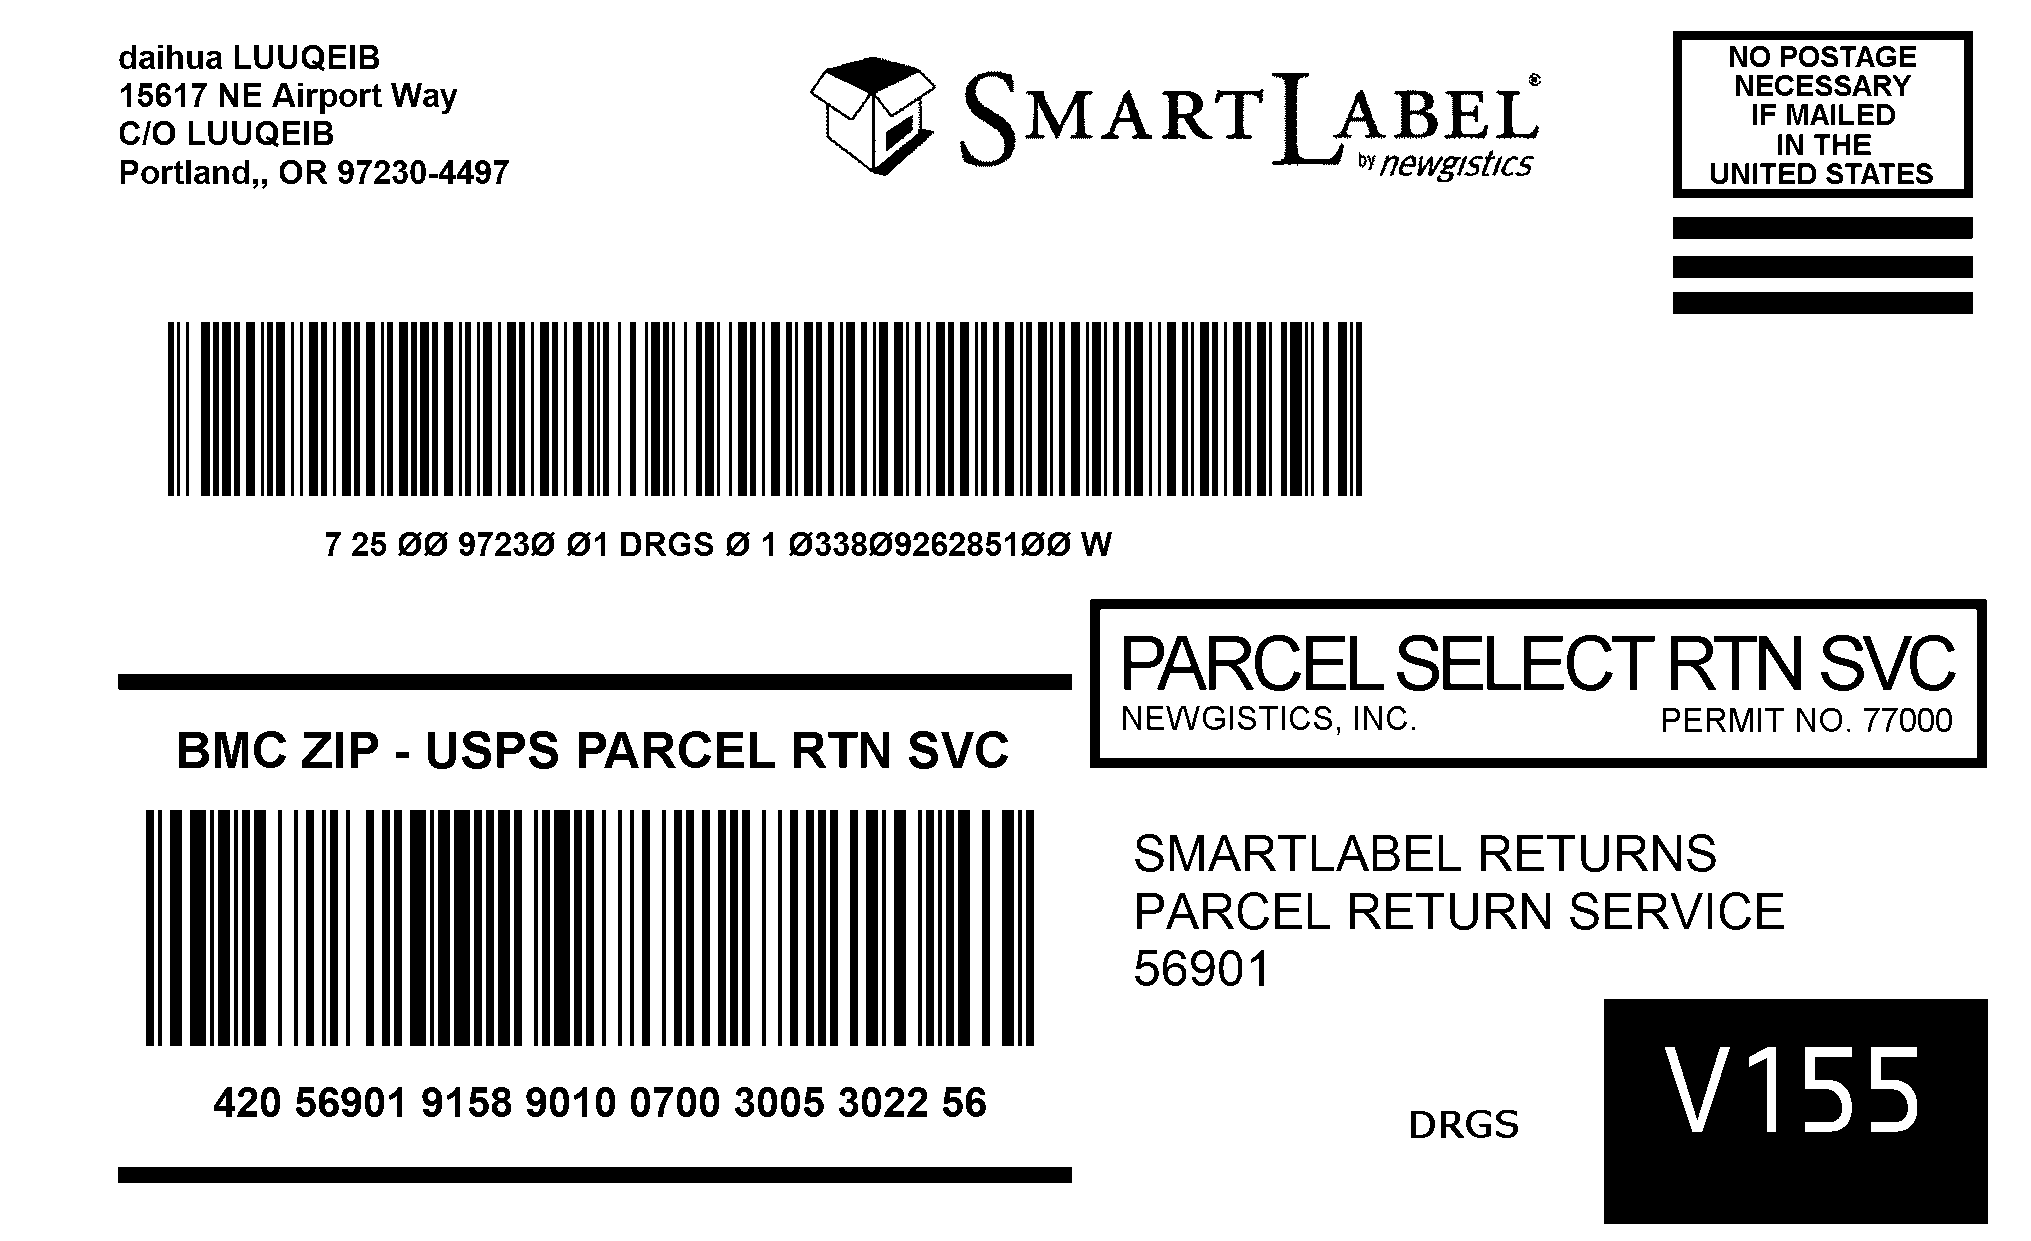 daihua LUUQEIB
15617 NE Airport Way
C/O LUUQEIB
Portland,, OR 97230-4497
SMARTLABEL®
by newgistics
NO POSTAGE
NECESSARY
IF MAILED
IN THE
UNITED STATES
7 25 ØØ 9723Ø Ø1 DRGS Ø 1 Ø338Ø9262851ØØ W
PARCEL SELECT RTN SVC
NEWGISTICS, INC. PERMIT NO. 77000
BMC ZIP - USPS PARCEL RTN SVC
420 56901 9158 9010 0700 3005 3022 56
SMARTLABEL RETURNS
PARCEL RETURN SERVICE
56901
DRGS
V155